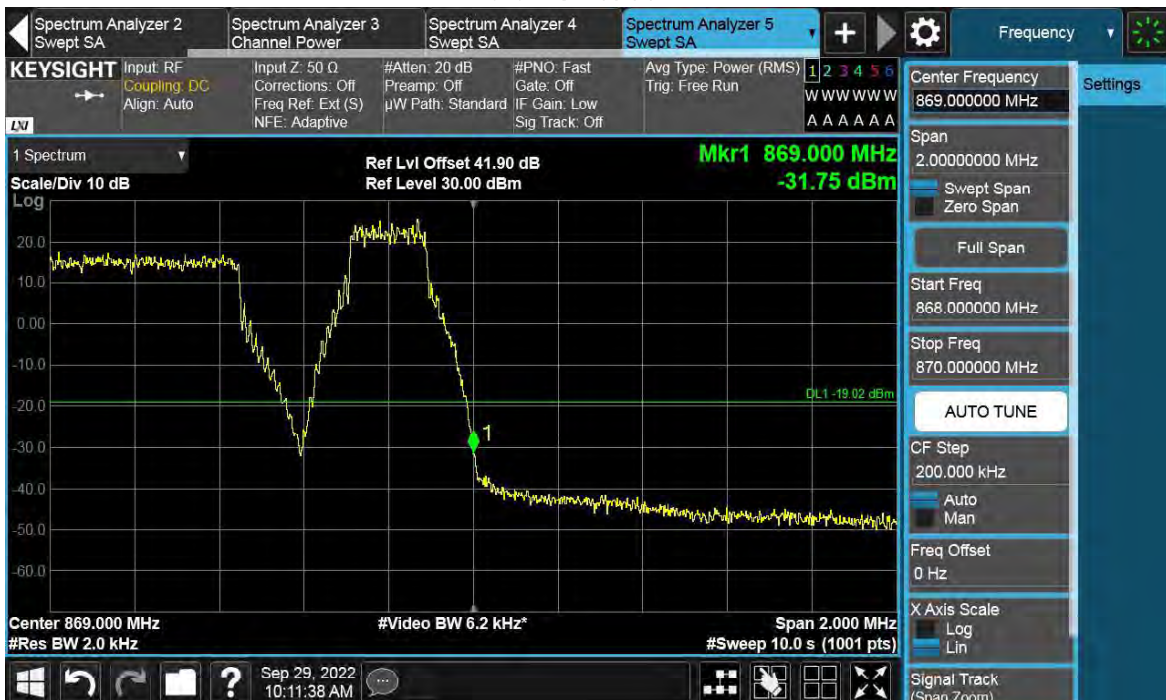 Spectrum Analyzer 2
Swept SA
Spectrum Analyzer 3
Channel Power
Spectrum Analyzer 4
Swept SA
Spectrum Analyzer 5
Swept SA
+
Frequency
KEYSIGHT
LXI
Input: RF
Coupling: DC
Align: Auto
Input Z: 50 Ω
Corrections: Off
Freq Ref: Ext (S)
NFE: Adaptive
#Atten: 20 dB
Preamp: Off
µW Path: Standard
#PNO: Fast
Gate: Off
IF Gain: Low
Sig Track: Off
Avg Type: Power (RMS)
Trig: Free Run
1 2 3 4 5 6
W W W W W W
A A A A A A
1 Spectrum
Scale/Div 10 dB
Log
Ref Lvl Offset 41.90 dB
Ref Level 30.00 dBm
Mkr1 869.000 MHz
-31.75 dBm
20.0
10.0
0.00
-10.0
-20.0
-30.0
-40.0
-50.0
-60.0
DL1 -19.02 dBm
1
Center 869.000 MHz
#Res BW 2.0 kHz
#Video BW 6.2 kHz*
Span 2.000 MHz
#Sweep 10.0 s (1001 pts)
?
Sep 29, 2022
10:11:38 AM
Center Frequency
869.000000 MHz
Span
2.00000000 MHz
Swept Span
Zero Span
Full Span
Start Freq
868.000000 MHz
Stop Freq
870.000000 MHz
AUTO TUNE
CF Step
200.000 kHz
Auto
Man
Freq Offset
0 Hz
X Axis Scale
Log
Lin
Signal Track
(Span Zoom)
Settings